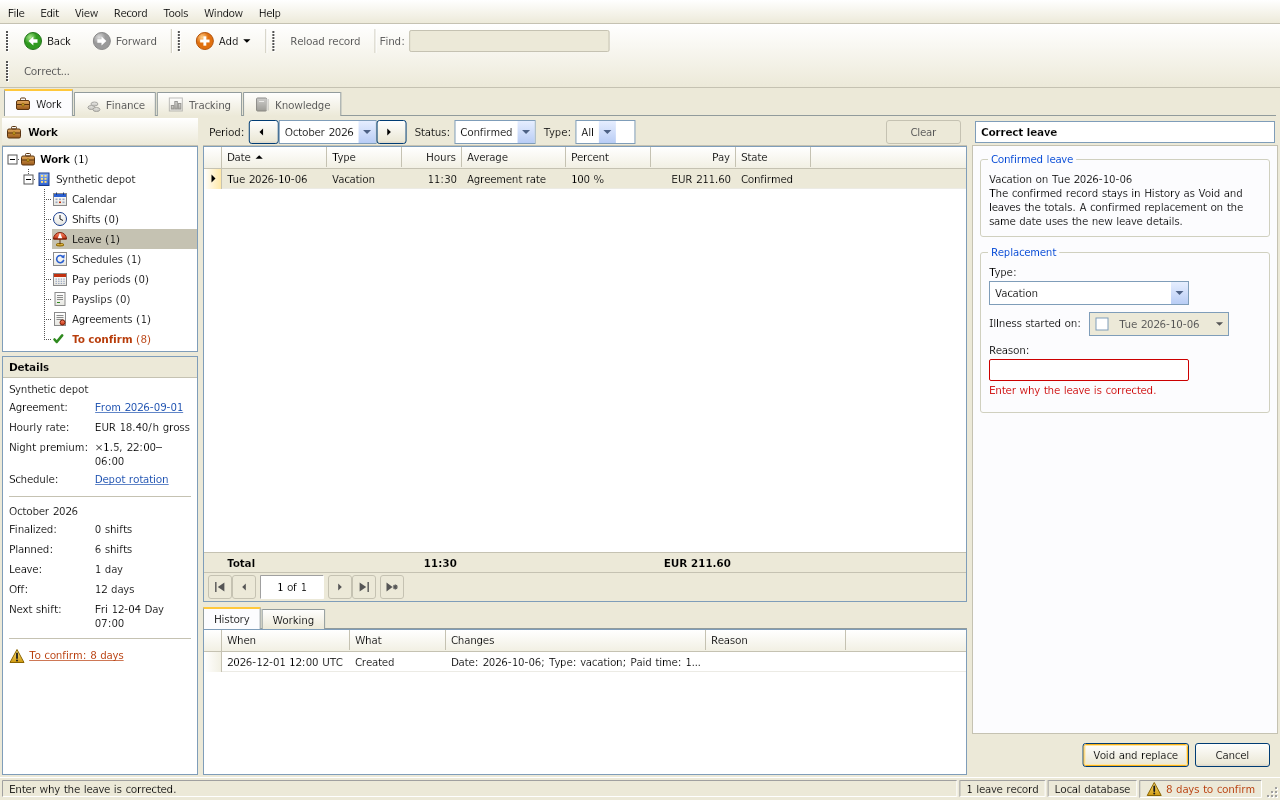 File Edit View Record Tools Window Help
Back Forward Add Reload record Find:
Correct...
Work Finance Tracking Knowledge
Work
Work (1)
Synthetic depot
Calendar
Shifts (0)
Leave (1)
Schedules (1)
Pay periods (0)
Payslips (0)
Agreements (1)
To confirm (8)
Details
Synthetic depot
Agreement: From 2026-09-01
Hourly rate: EUR 18.40/h gross
Night premium: ×1.5, 22:00–
06:00
Schedule: Depot rotation
October 2026
Finalized: 0 shifts
Planned: 6 shifts
Leave: 1 day
Off: 12 days
Next shift: Fri 12-04 Day
07:00
To confirm: 8 days
Period: October 2026 Status: Confirmed Type: All Clear
Date Type Hours Average Percent Pay State
Tue 2026-10-06 Vacation 11:30 Agreement rate 100 % EUR 211.60 Confirmed
Total 11:30 EUR 211.60
1 of 1
History Working
When What Changes Reason
2026-12-01 12:00 UTC Created Date: 2026-10-06; Type: vacation; Paid time: 1...
Correct leave
Confirmed leave
Vacation on Tue 2026-10-06
The confirmed record stays in History as Void and
leaves the totals. A confirmed replacement on the
same date uses the new leave details.
Replacement
Type:
Vacation
Illness started on: Tue 2026-10-06
Reason:
Enter why the leave is corrected.
Void and replace Cancel
Enter why the leave is corrected. 1 leave record Local database 8 days to confirm